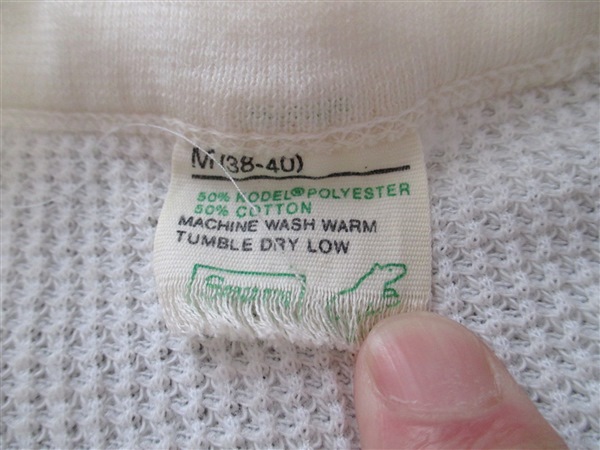 M (38-40)
50% KODEL® POLYESTER
50% COTTON
MACHINE WASH WARM
TUMBLE DRY LOW